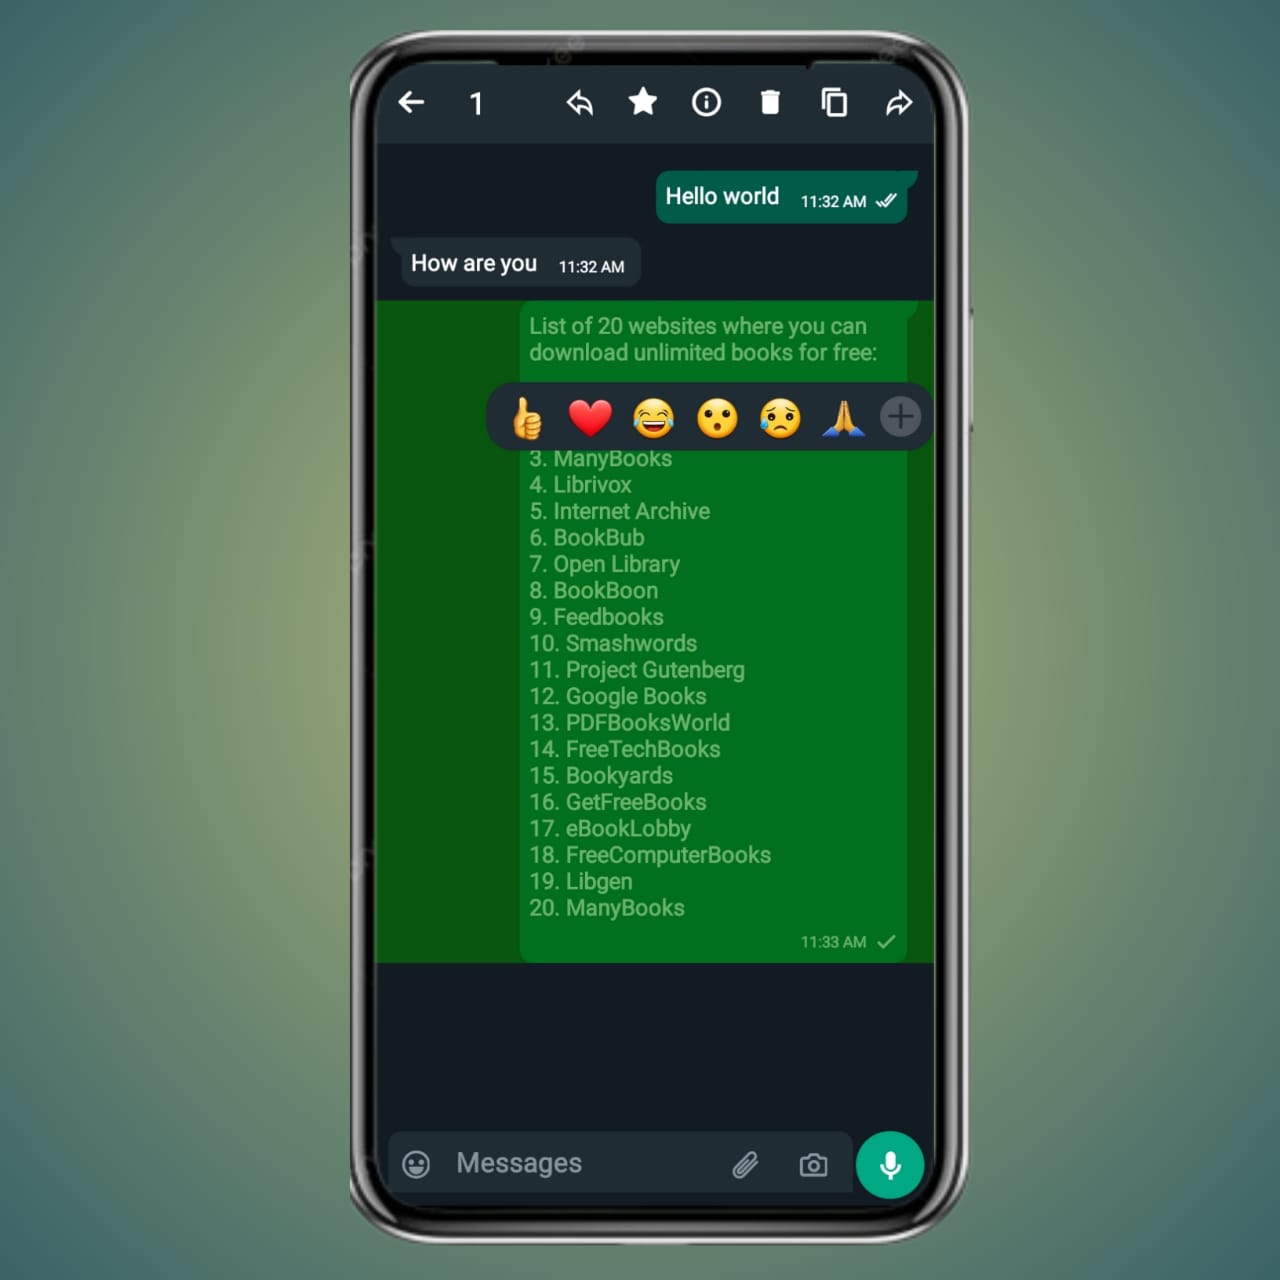 1
Hello world 11:32 AM
How are you 11:32 AM
List of 20 websites where you can
download unlimited books for free:
3. ManyBooks
4. Librivox
5. Internet Archive
6. BookBub
7. Open Library
8. BookBoon
9. Feedbooks
10. Smashwords
11. Project Gutenberg
12. Google Books
13. PDFBooksWorld
14. FreeTechBooks
15. Bookyards
16. GetFreeBooks
17. eBookLobby
18. FreeComputerBooks
19. Libgen
20. ManyBooks
11:33 AM
Messages